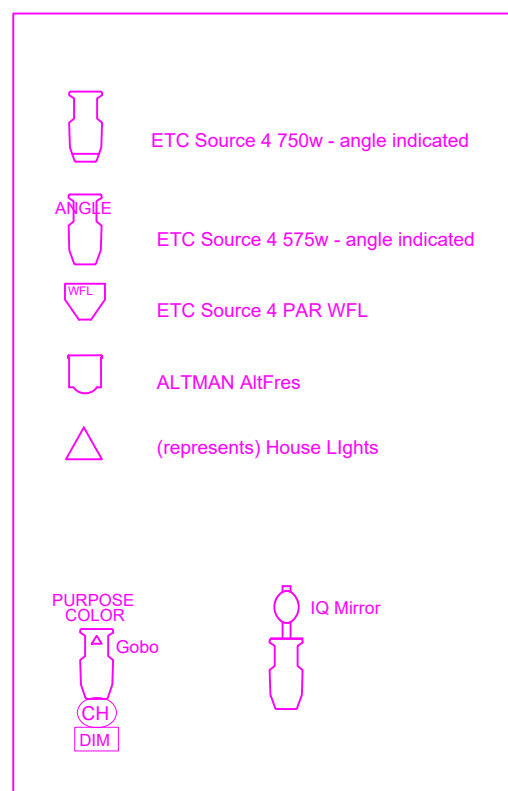 ETC Source 4 750w - angle indicated
ANGLE
ETC Source 4 575w - angle indicated
WFL
ETC Source 4 PAR WFL
ALTMAN AltFres
(represents) House LIghts
PURPOSE
COLOR
Gobo
CH
DIM
IQ Mirror